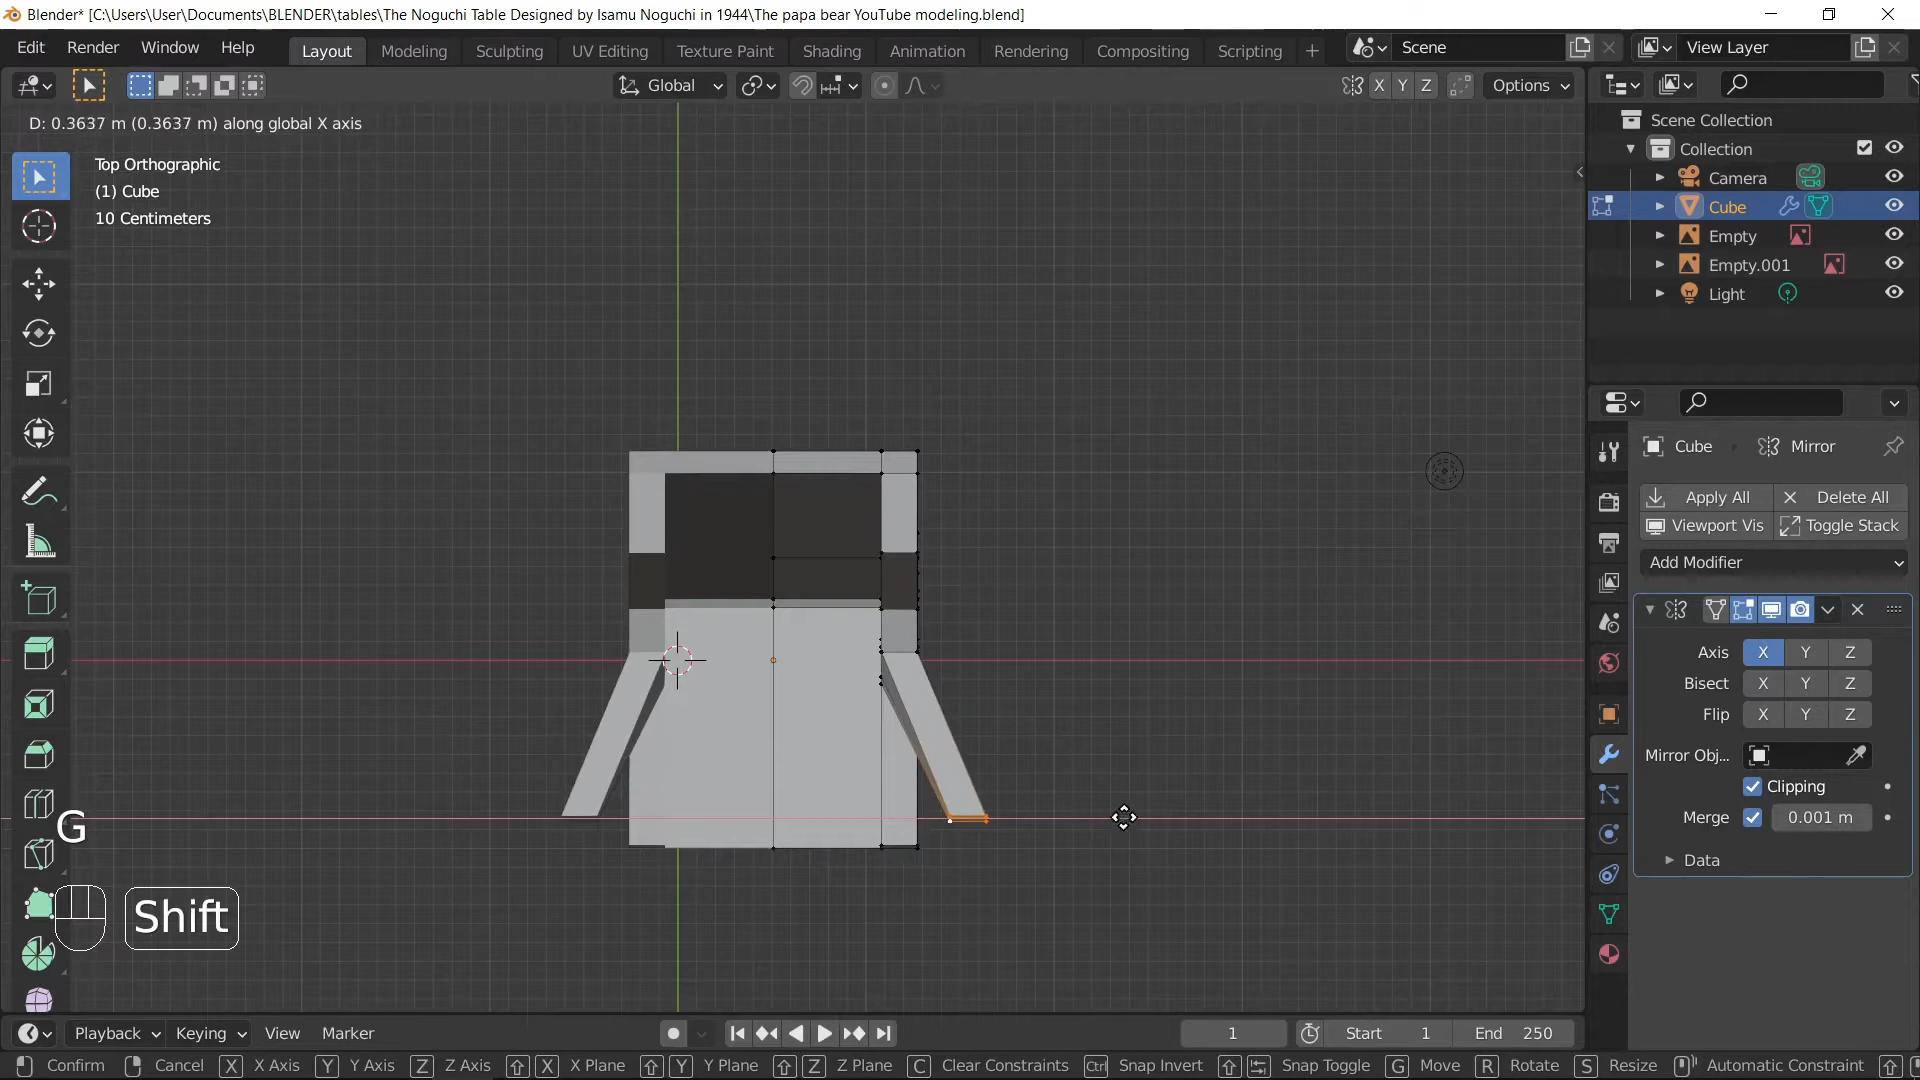 Blender* [C:\Users\User\Documents\BLENDER\tables\The Noguchi Table Designed by Isamu Noguchi in 1944\The papa bear YouTube modeling.blend]
Edit Render Window Help Layout Modeling Sculpting UV Editing Texture Paint Shading Animation Rendering Compositing Scripting + Scene View Layer
Global X Y Z Options
D: 0.3637 m (0.3637 m) along global X axis
Top Orthographic
(1) Cube
10 Centimeters
Scene Collection
Collection
Camera
Cube
Empty
Empty.001
Light
Cube Mirror
Apply All Delete All
Viewport Vis Toggle Stack
Add Modifier
Axis X Y Z
Bisect X Y Z
Flip X Y Z
Mirror Obj...
Clipping
Merge 0.001 m
Data
G
Shift
Playback Keying View Marker 1 Start 1 End 250
Confirm Cancel X X Axis Y Y Axis Z Z Axis X X Plane Y Y Plane Z Z Plane C Clear Constraints Ctrl Snap Invert Snap Toggle G Move R Rotate S Resize Automatic Constraint